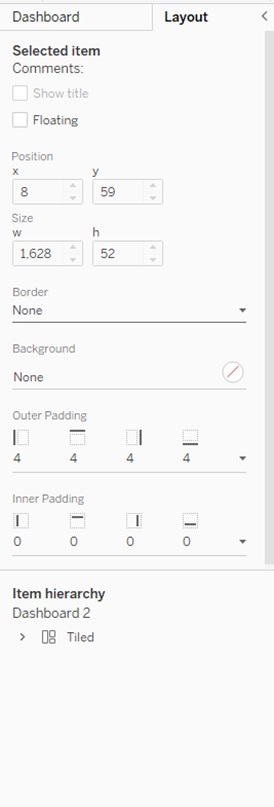 Dashboard Layout
Selected item
Comments:
Show title
Floating
Position
x y
8 59
Size
w h
1,628 52
Border
None
Background
None
Outer Padding
4 4 4 4
Inner Padding
0 0 0 0
Item hierarchy
Dashboard 2
Tiled